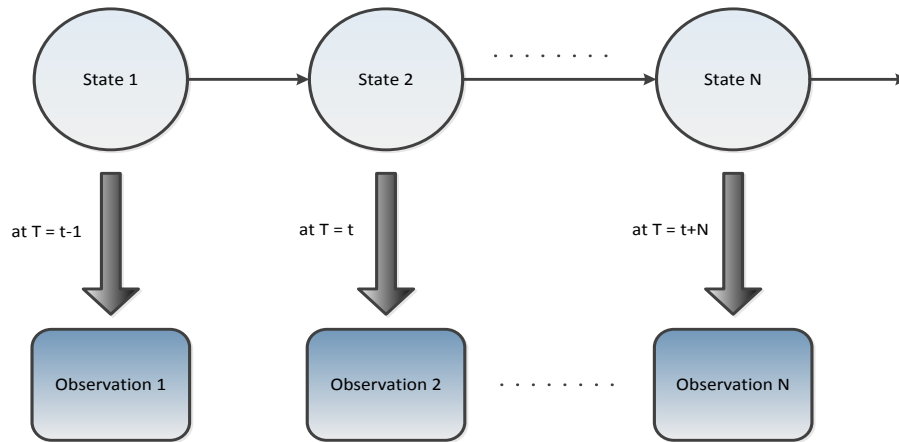 State 1
State 2
. . . . . . . .
State N
at T = t-1
at T = t
at T = t+N
Observation 1
Observation 2
. . . . . . . .
Observation N